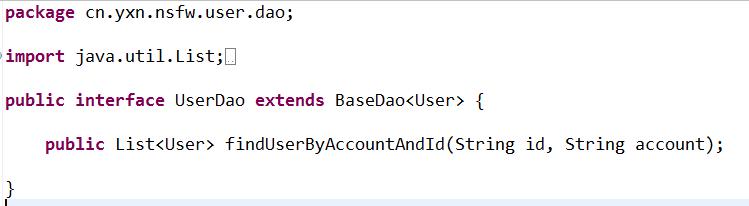 package cn.yxn.nsfw.user.dao;
import java.util.List;
public interface UserDao extends BaseDao<User> {
public List<User> findUserByAccountAndId(String id, String account);
}